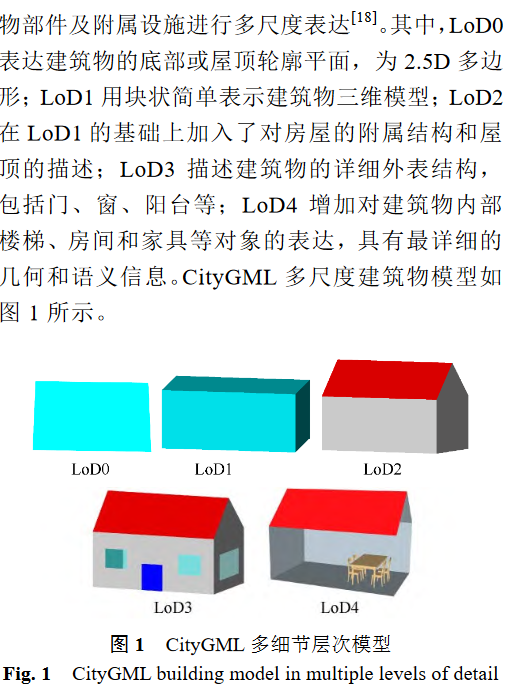 物部件及附属设施进行多尺度表达[18]。其中,LoD0
表达建筑物的底部或屋顶轮廓平面，为 2.5D 多边
形；LoD1 用块状简单表示建筑物三维模型；LoD2
在 LoD1 的基础上加入了对房屋的附属结构和屋
顶的描述；LoD3 描述建筑物的详细外表结构，
包括门、窗、阳台等；LoD4 增加对建筑物内部
楼梯、房间和家具等对象的表达，具有最详细的
几何和语义信息。CityGML 多尺度建筑物模型如
图 1 所示。
LoD0 LoD1 LoD2
LoD3 LoD4
图 1 CityGML 多细节层次模型
Fig. 1 CityGML building model in multiple levels of detail